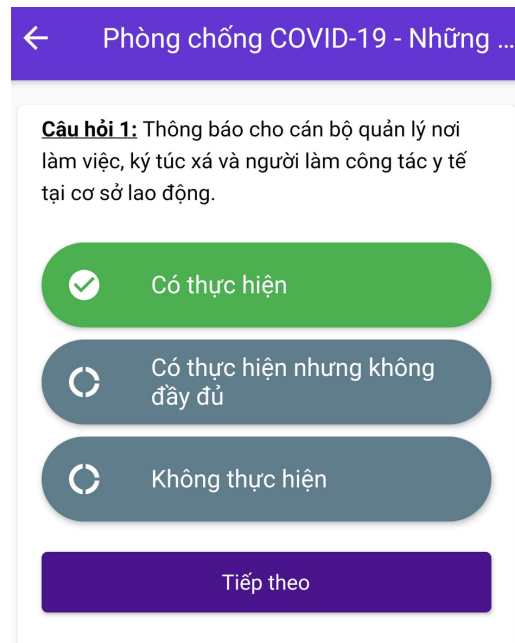 Phòng chống COVID-19 - Những ...
Câu hỏi 1: Thông báo cho cán bộ quản lý nơi
làm việc, ký túc xá và người làm công tác y tế
tại cơ sở lao động.
Có thực hiện
Có thực hiện nhưng không
đầy đủ
Không thực hiện
Tiếp theo